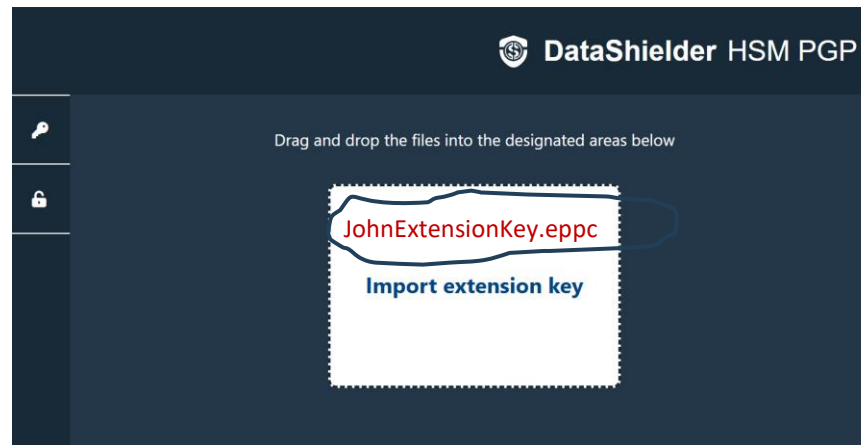 DataShielder HSM PGP
Drag and drop the files into the designated areas below
JohnExtensionKey.eppc
Import extension key